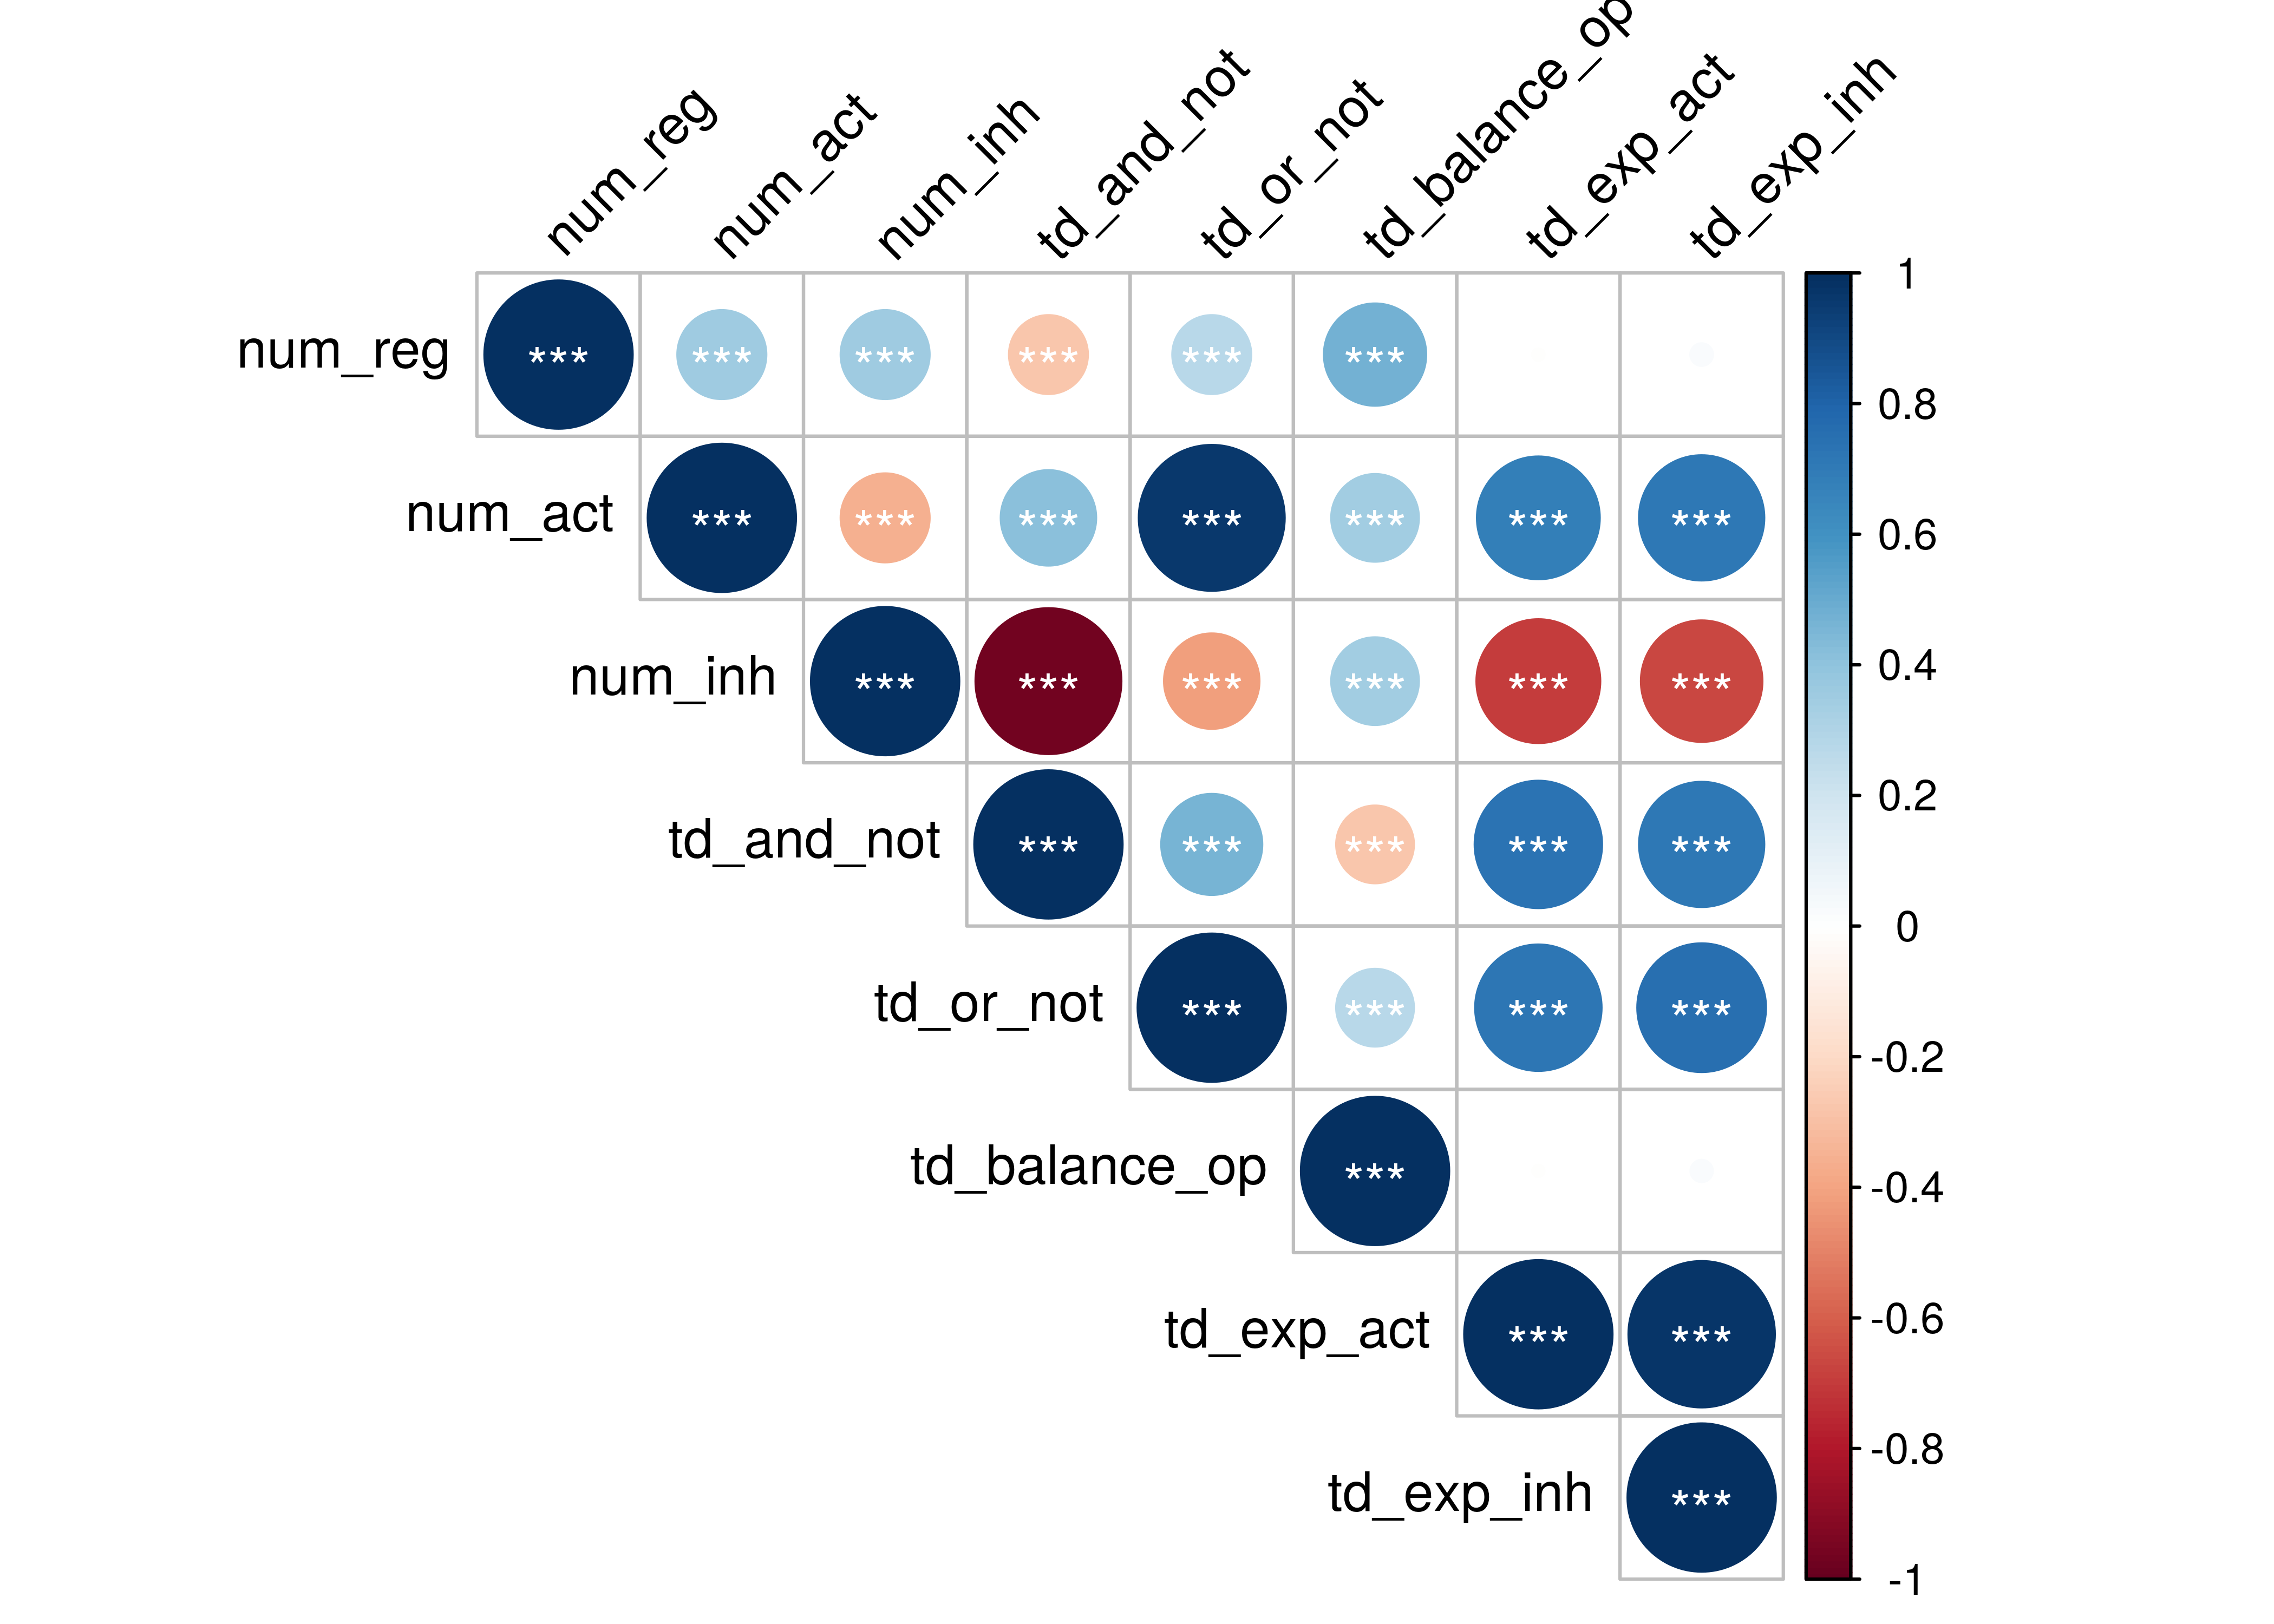 num_reg num_act num_inh td_and_not td_or_not td_balance_op td_exp_act td_exp_inh
num_reg *** *** *** *** *** ***
num_act *** *** *** *** *** *** ***
num_inh *** *** *** *** *** ***
td_and_not *** *** *** *** ***
td_or_not *** *** *** ***
td_balance_op ***
td_exp_act *** ***
td_exp_inh ***
1
0.8
0.6
0.4
0.2
0
-0.2
-0.4
-0.6
-0.8
-1